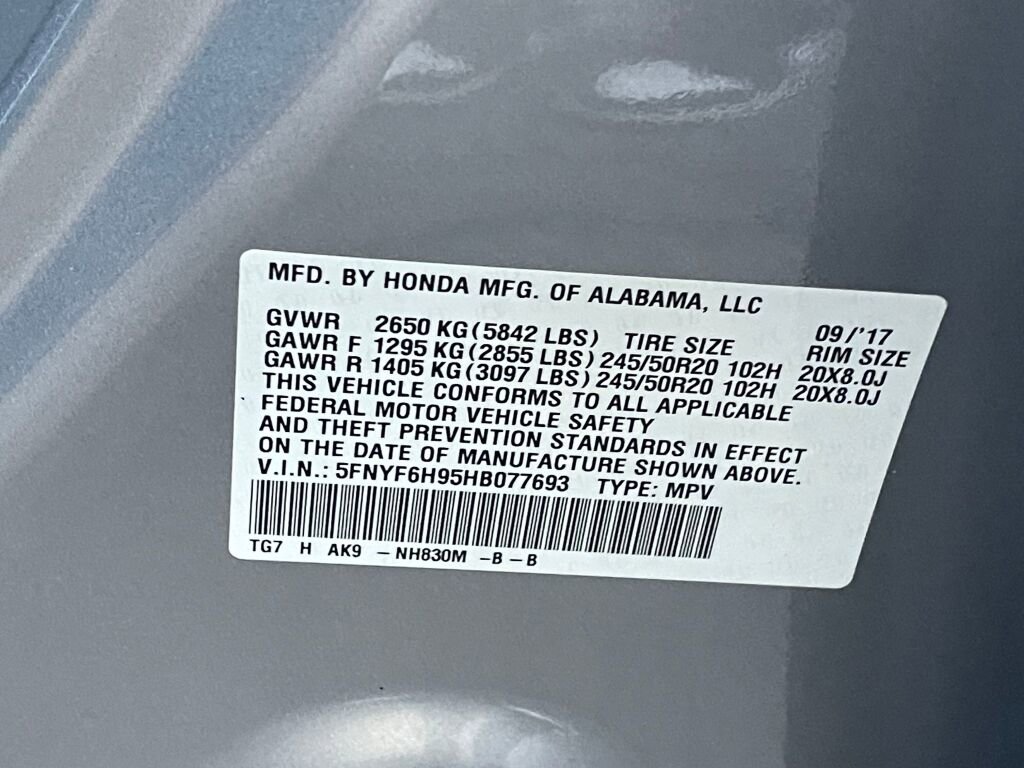 MFD. BY HONDA MFG. OF ALABAMA, LLC
09/'17
GVWR 2650 KG (5842 LBS) TIRE SIZE RIM SIZE
GAWR F 1295 KG (2855 LBS) 245/50R20 102H 20X8.0J
GAWR R 1405 KG (3097 LBS) 245/50R20 102H 20X8.0J
THIS VEHICLE CONFORMS TO ALL APPLICABLE
FEDERAL MOTOR VEHICLE SAFETY
AND THEFT PREVENTION STANDARDS IN EFFECT
ON THE DATE OF MANUFACTURE SHOWN ABOVE.
V.I.N.: 5FNYF6H95HB077693 TYPE: MPV
TG7 H AK9 – NH830M – B – B